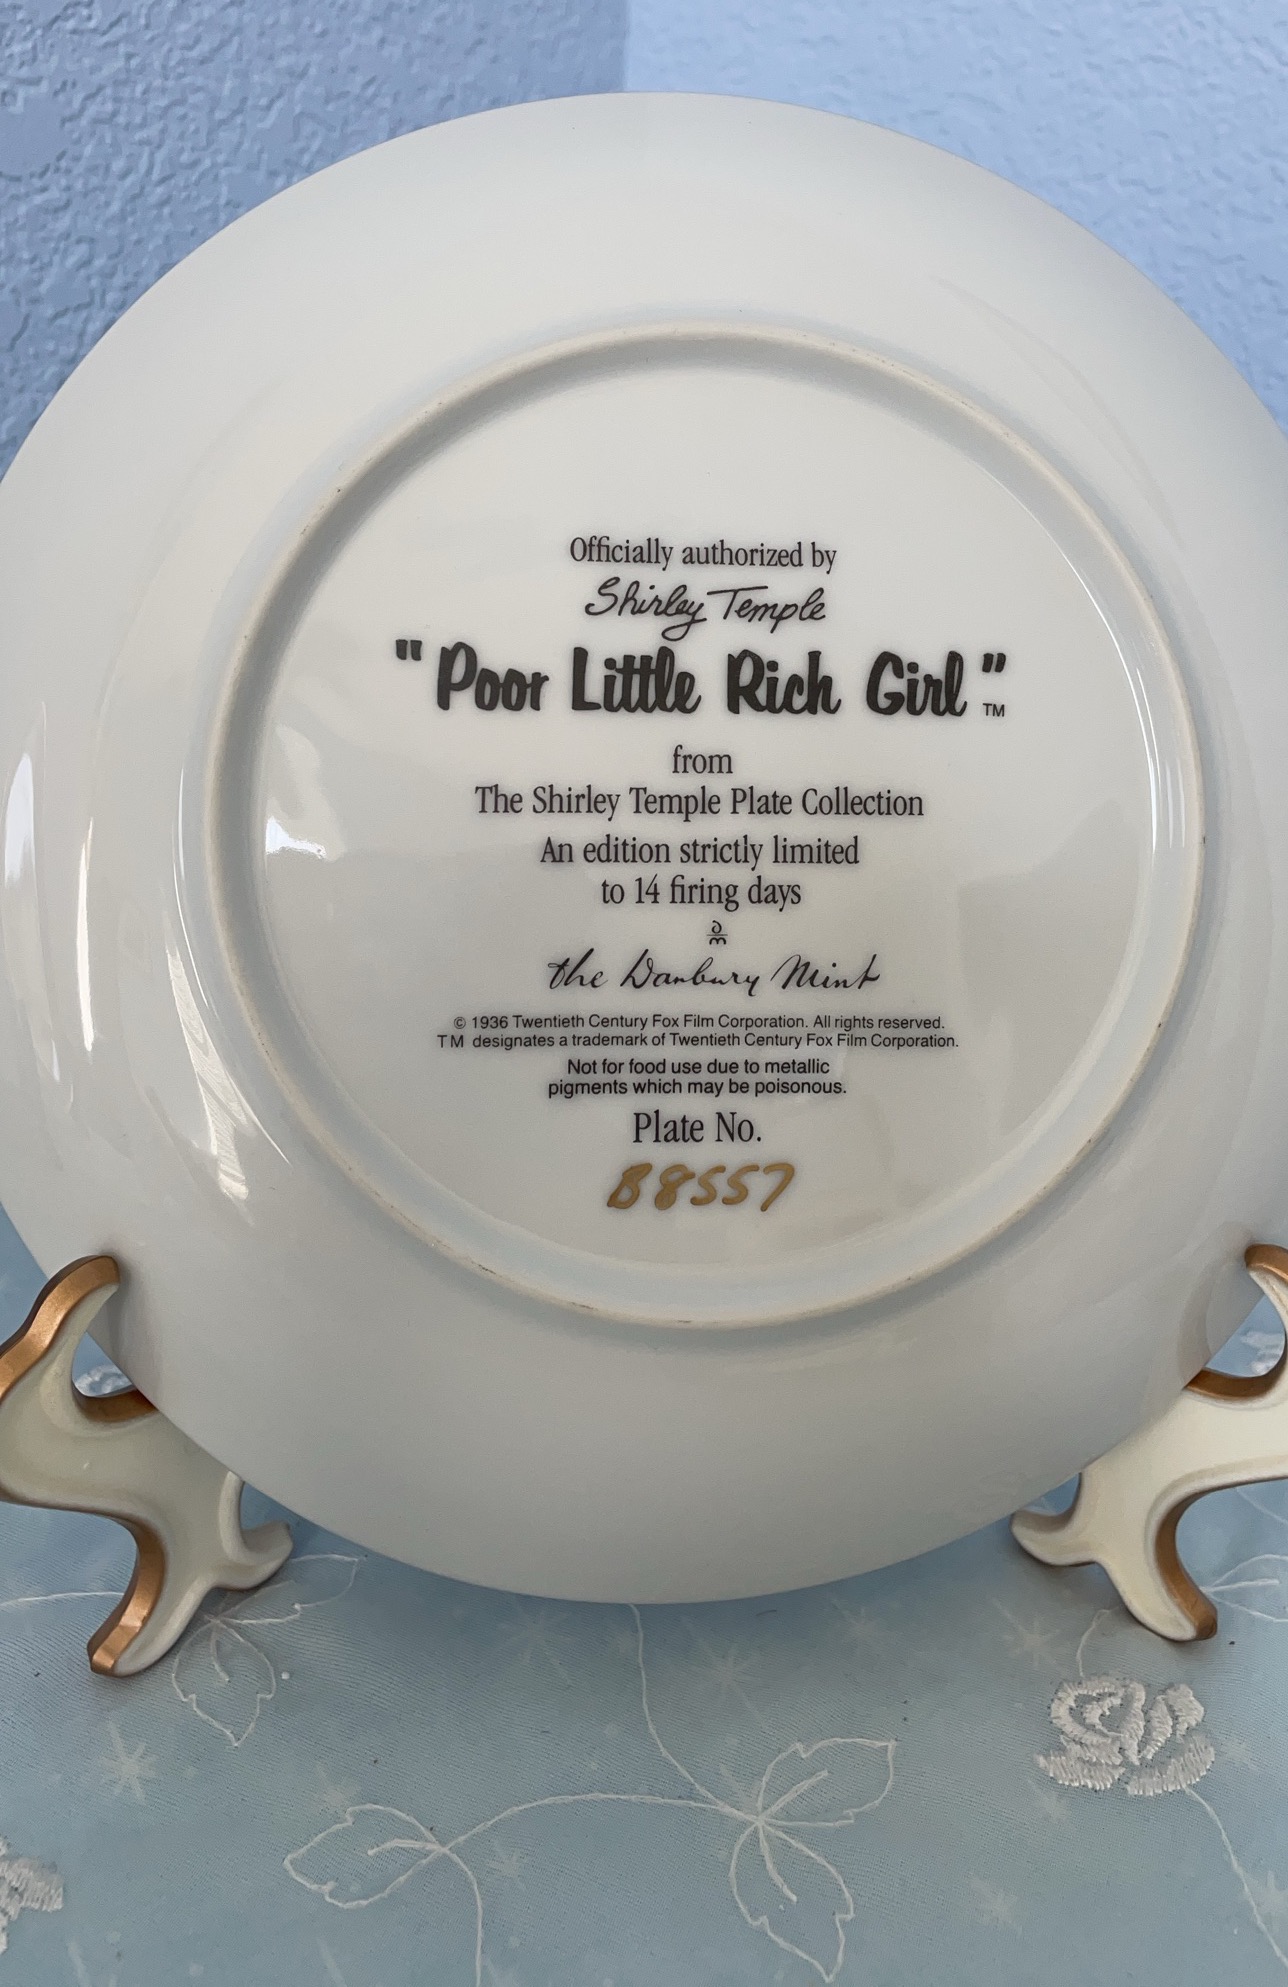 Officially authorized by
Shirley Temple
"Poor Little Rich Girl".™
from
The Shirley Temple Plate Collection
An edition strictly limited
to 14 firing days
the Danbury Mint
© 1936 Twentieth Century Fox Film Corporation. All rights reserved.
TM designates a trademark of Twentieth Century Fox Film Corporation.
Not for food use due to metallic
pigments which may be poisonous.
Plate No.
B8557